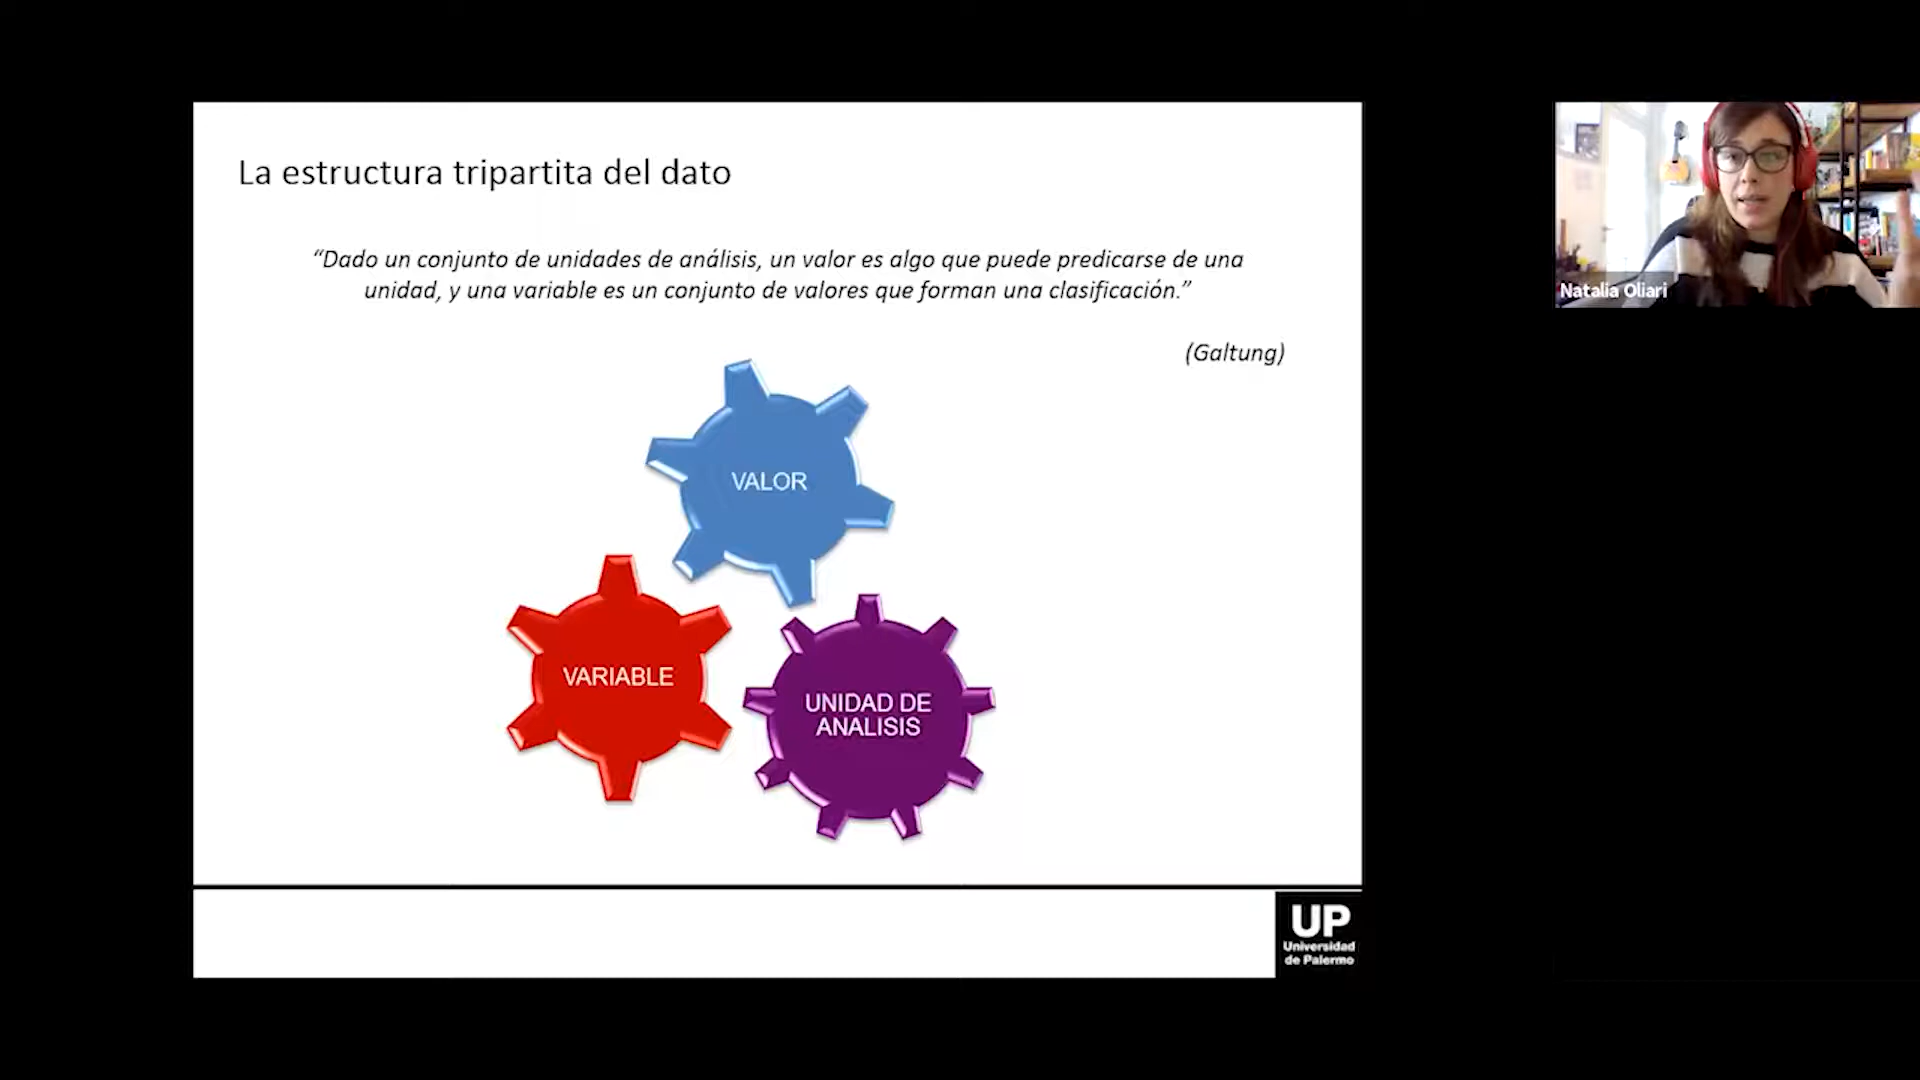 La estructura tripartita del dato
“Dado un conjunto de unidades de análisis, un valor es algo que puede predicarse de una
unidad, y una variable es un conjunto de valores que forman una clasificación.”
(Galtung)
VALOR
VARIABLE
UNIDAD DE
ANALISIS
Natalia Oliari
UP
Universidad
de Palermo